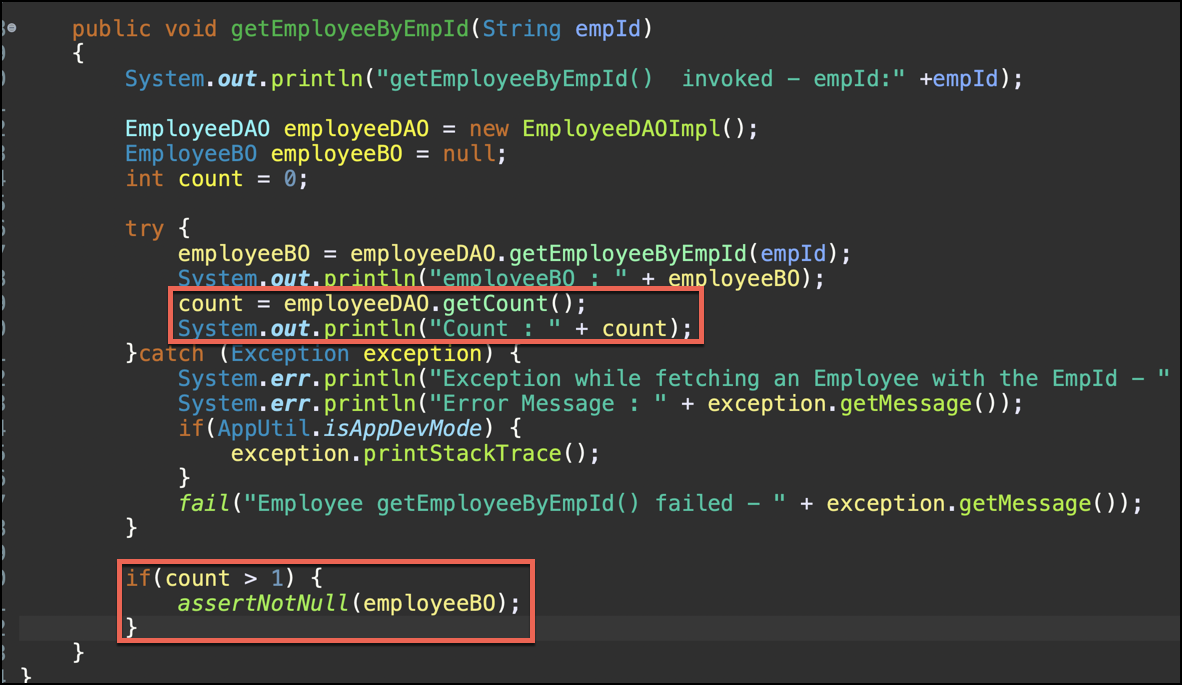 public void getEmployeeByEmpId(String empId)
{
System.out.println("getEmployeeByEmpId()  invoked - empId:" +empId);
EmployeeDAO employeeDAO = new EmployeeDAOImpl();
EmployeeBO employeeBO = null;
int count = 0;
try {
employeeBO = employeeDAO.getEmployeeByEmpId(empId);
System.out.println("employeeBO : " + employeeBO);
count = employeeDAO.getCount();
System.out.println("Count : " + count);
}catch (Exception exception) {
System.err.println("Exception while fetching an Employee with the EmpId - "
System.err.println("Error Message : " + exception.getMessage());
if(AppUtil.isAppDevMode) {
exception.printStackTrace();
}
fail("Employee getEmployeeByEmpId() failed - " + exception.getMessage());
}
if(count > 1) {
assertNotNull(employeeBO);
}
}
}